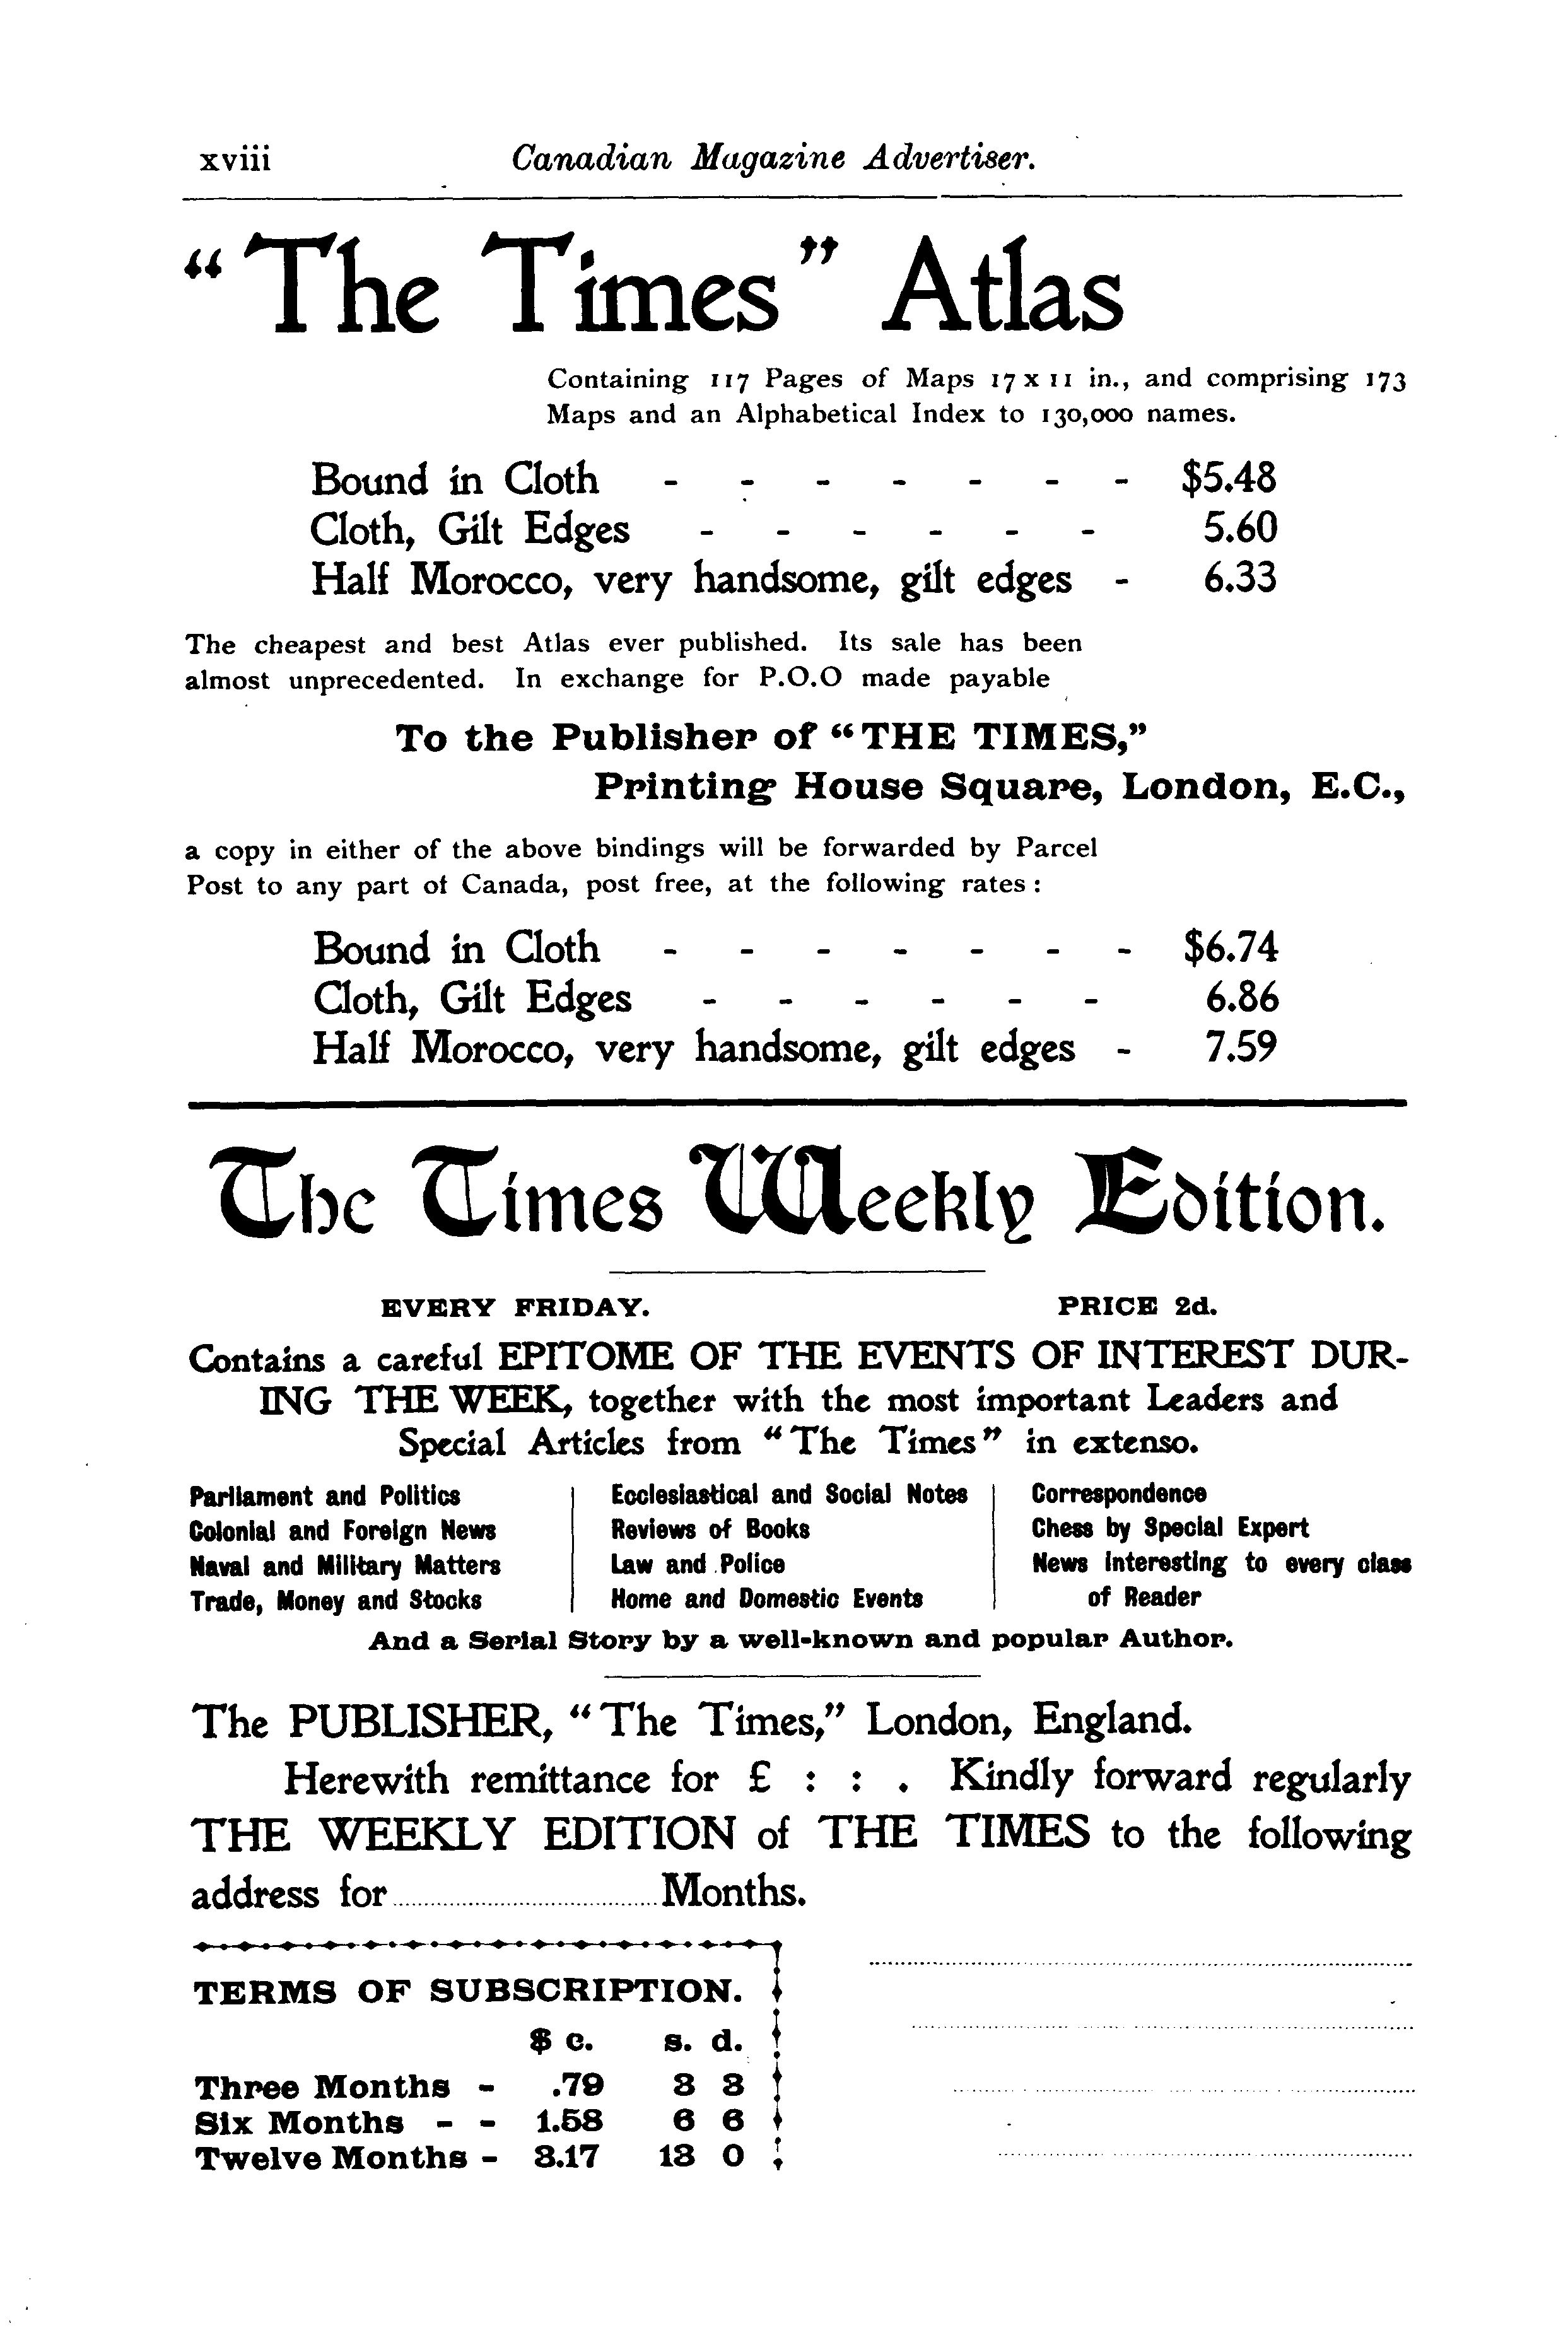 xviii Canadian Magazine Advertiser.
“The Times” Atlas
Containing 117 Pages of Maps 17 x 11 in., and comprising 173
Maps and an Alphabetical Index to 130,000 names.
Bound in Cloth - - - - - - - $5.48
Cloth, Gilt Edges - - - - - - 5.60
Half Morocco, very handsome, gilt edges - 6.33
The cheapest and best Atlas ever published. Its sale has been
almost unprecedented. In exchange for P.O.O made payable
To the Publisher of “THE TIMES,”
Printing House Square, London, E.C.,
a copy in either of the above bindings will be forwarded by Parcel
Post to any part of Canada, post free, at the following rates :
Bound in Cloth - - - - - - - $6.74
Cloth, Gilt Edges - - - - - - 6.86
Half Morocco, very handsome, gilt edges - 7.59
The Times Weekly Edition.
EVERY FRIDAY. PRICE 2d.
Contains a careful EPITOME OF THE EVENTS OF INTEREST DUR-
ING THE WEEK, together with the most important Leaders and
Special Articles from “The Times” in extenso.
Parliament and Politics
Colonial and Foreign News
Naval and Military Matters
Trade, Money and Stocks
Ecclesiastical and Social Notes
Reviews of Books
Law and Police
Home and Domestic Events
Correspondence
Chess by Special Expert
News interesting to every class
of Reader
And a Serial Story by a well-known and popular Author.
The PUBLISHER, “The Times,” London, England.
Herewith remittance for £ : : . Kindly forward regularly
THE WEEKLY EDITION of THE TIMES to the following
address for ........ Months.
TERMS OF SUBSCRIPTION.
$ c. s. d.
Three Months - .79 3 3
Six Months - - 1.58 6 6
Twelve Months - 3.17 13 0